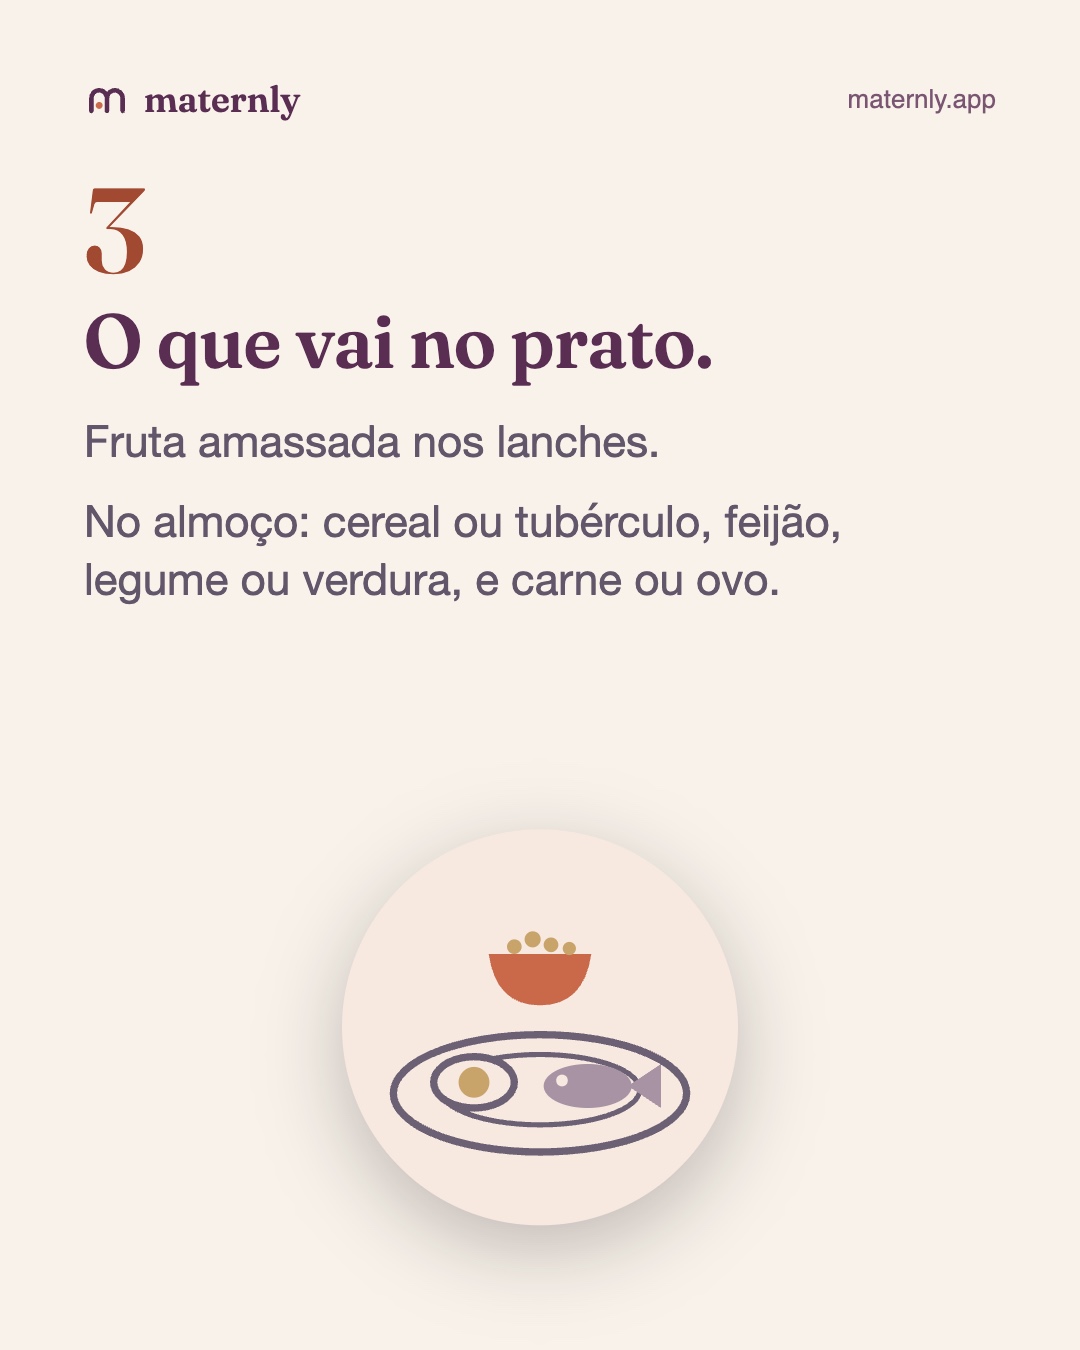 maternly
maternly.app
3
O que vai no prato.
Fruta amassada nos lanches.
No almoço: cereal ou tubérculo, feijão,
legume ou verdura, e carne ou ovo.